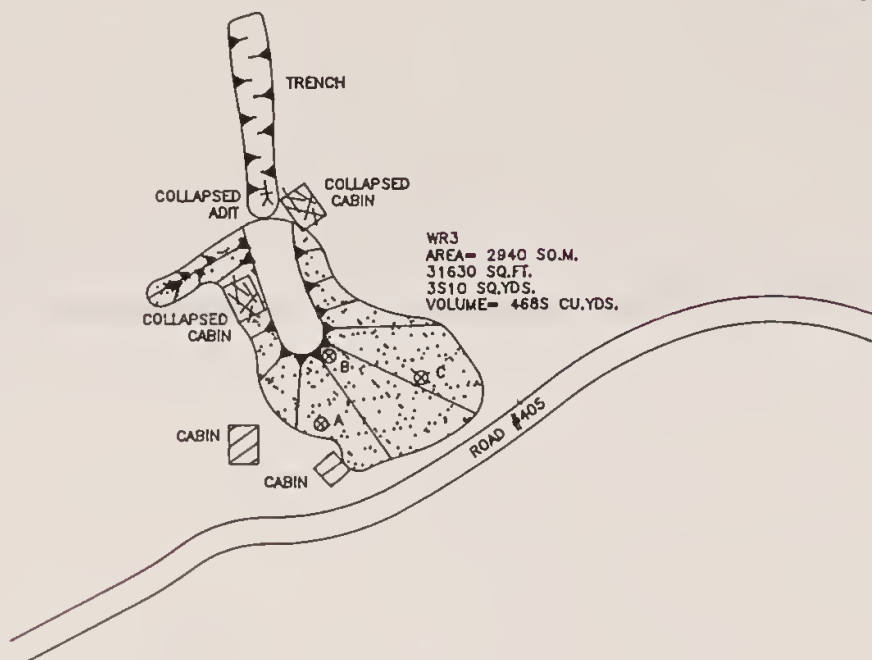 TRENCH
COLLAPSED
ADIT
COLLAPSED
CABIN
WR3
AREA= 2940 SQ.M.
31630 SQ.FT.
3510 SQ.YDS.
VOLUME= 4685 CU.YDS.
COLLAPSED
CABIN
B
C
A
CABIN
CABIN
ROAD #405